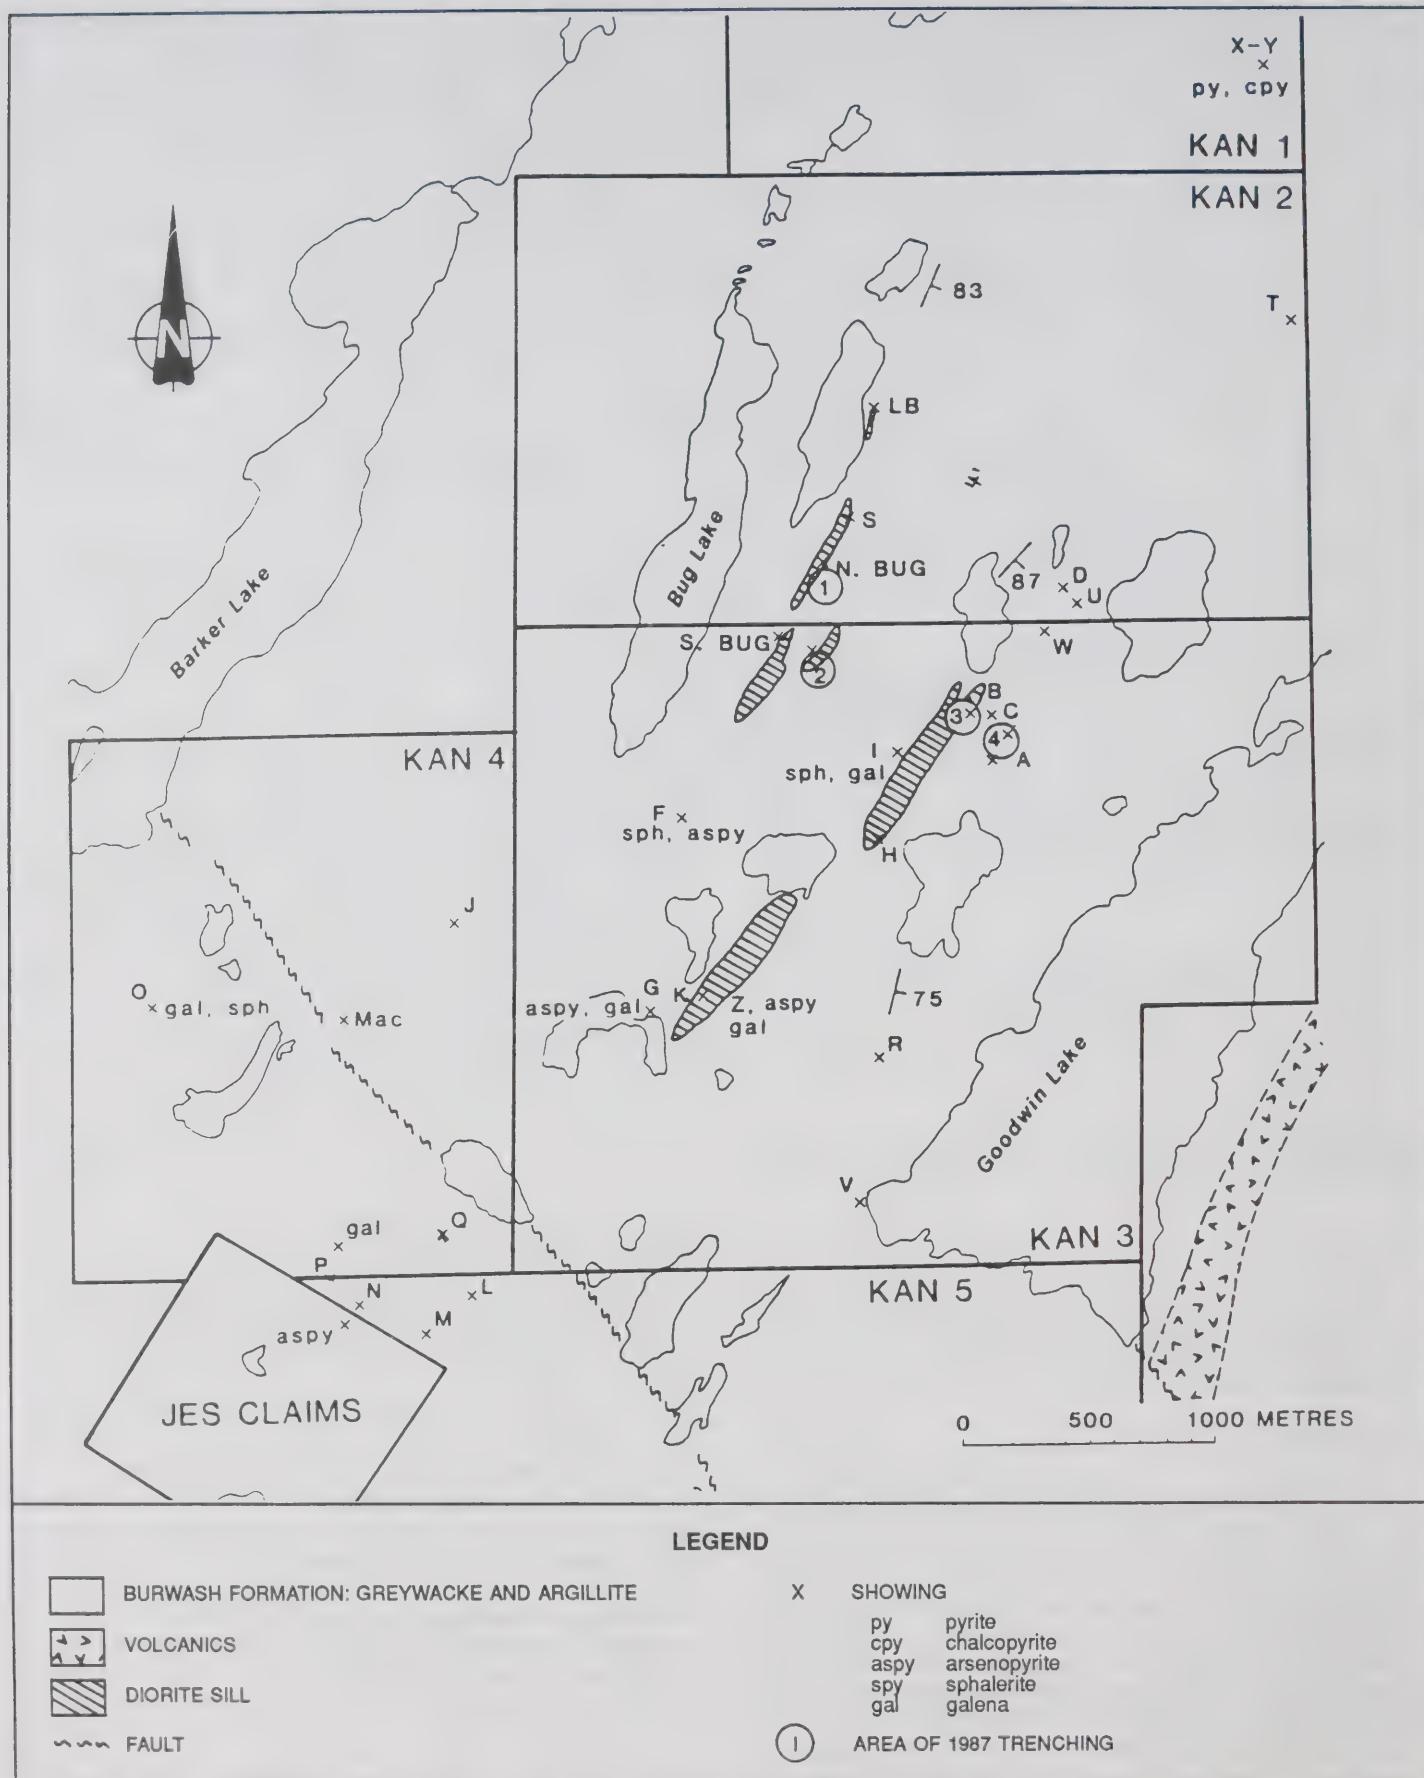 X-Y
py, cpy
KAN 1
KAN 2
N
83
T
LB
S
Bug Lake
N. BUG
1
87
D
U
Barker Lake
S. BUG
2
W
B
3
C
4
A
KAN 4
I
sph, gal
F
sph, aspy
H
J
O
gal, sph
Mac
G
aspy, gal
K
Z, aspy
gal
75
R
Goodwin Lake
V
KAN 3
gal
Q
P
N
L
M
KAN 5
aspy
JES CLAIMS
0 500 1000 METRES
LEGEND
BURWASH FORMATION: GREYWACKE AND ARGILLITE
VOLCANICS
DIORITE SILL
FAULT
X SHOWING
py pyrite
cpy chalcopyrite
aspy arsenopyrite
spy sphalerite
gal galena
1 AREA OF 1987 TRENCHING